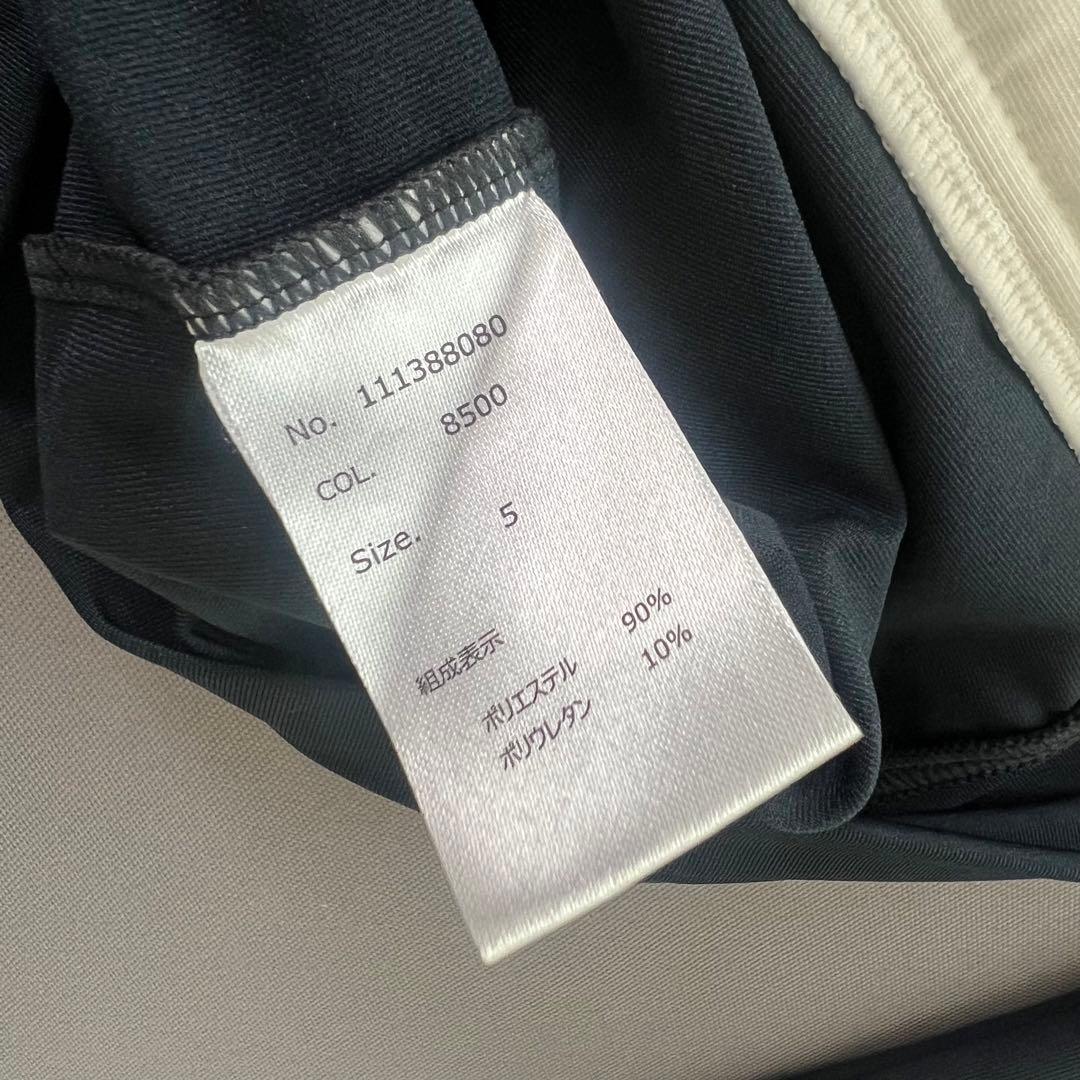 No. 111388080
COL. 8500
Size. 5
組成表示
ポリエステル 90%
ポリウレタン 10%